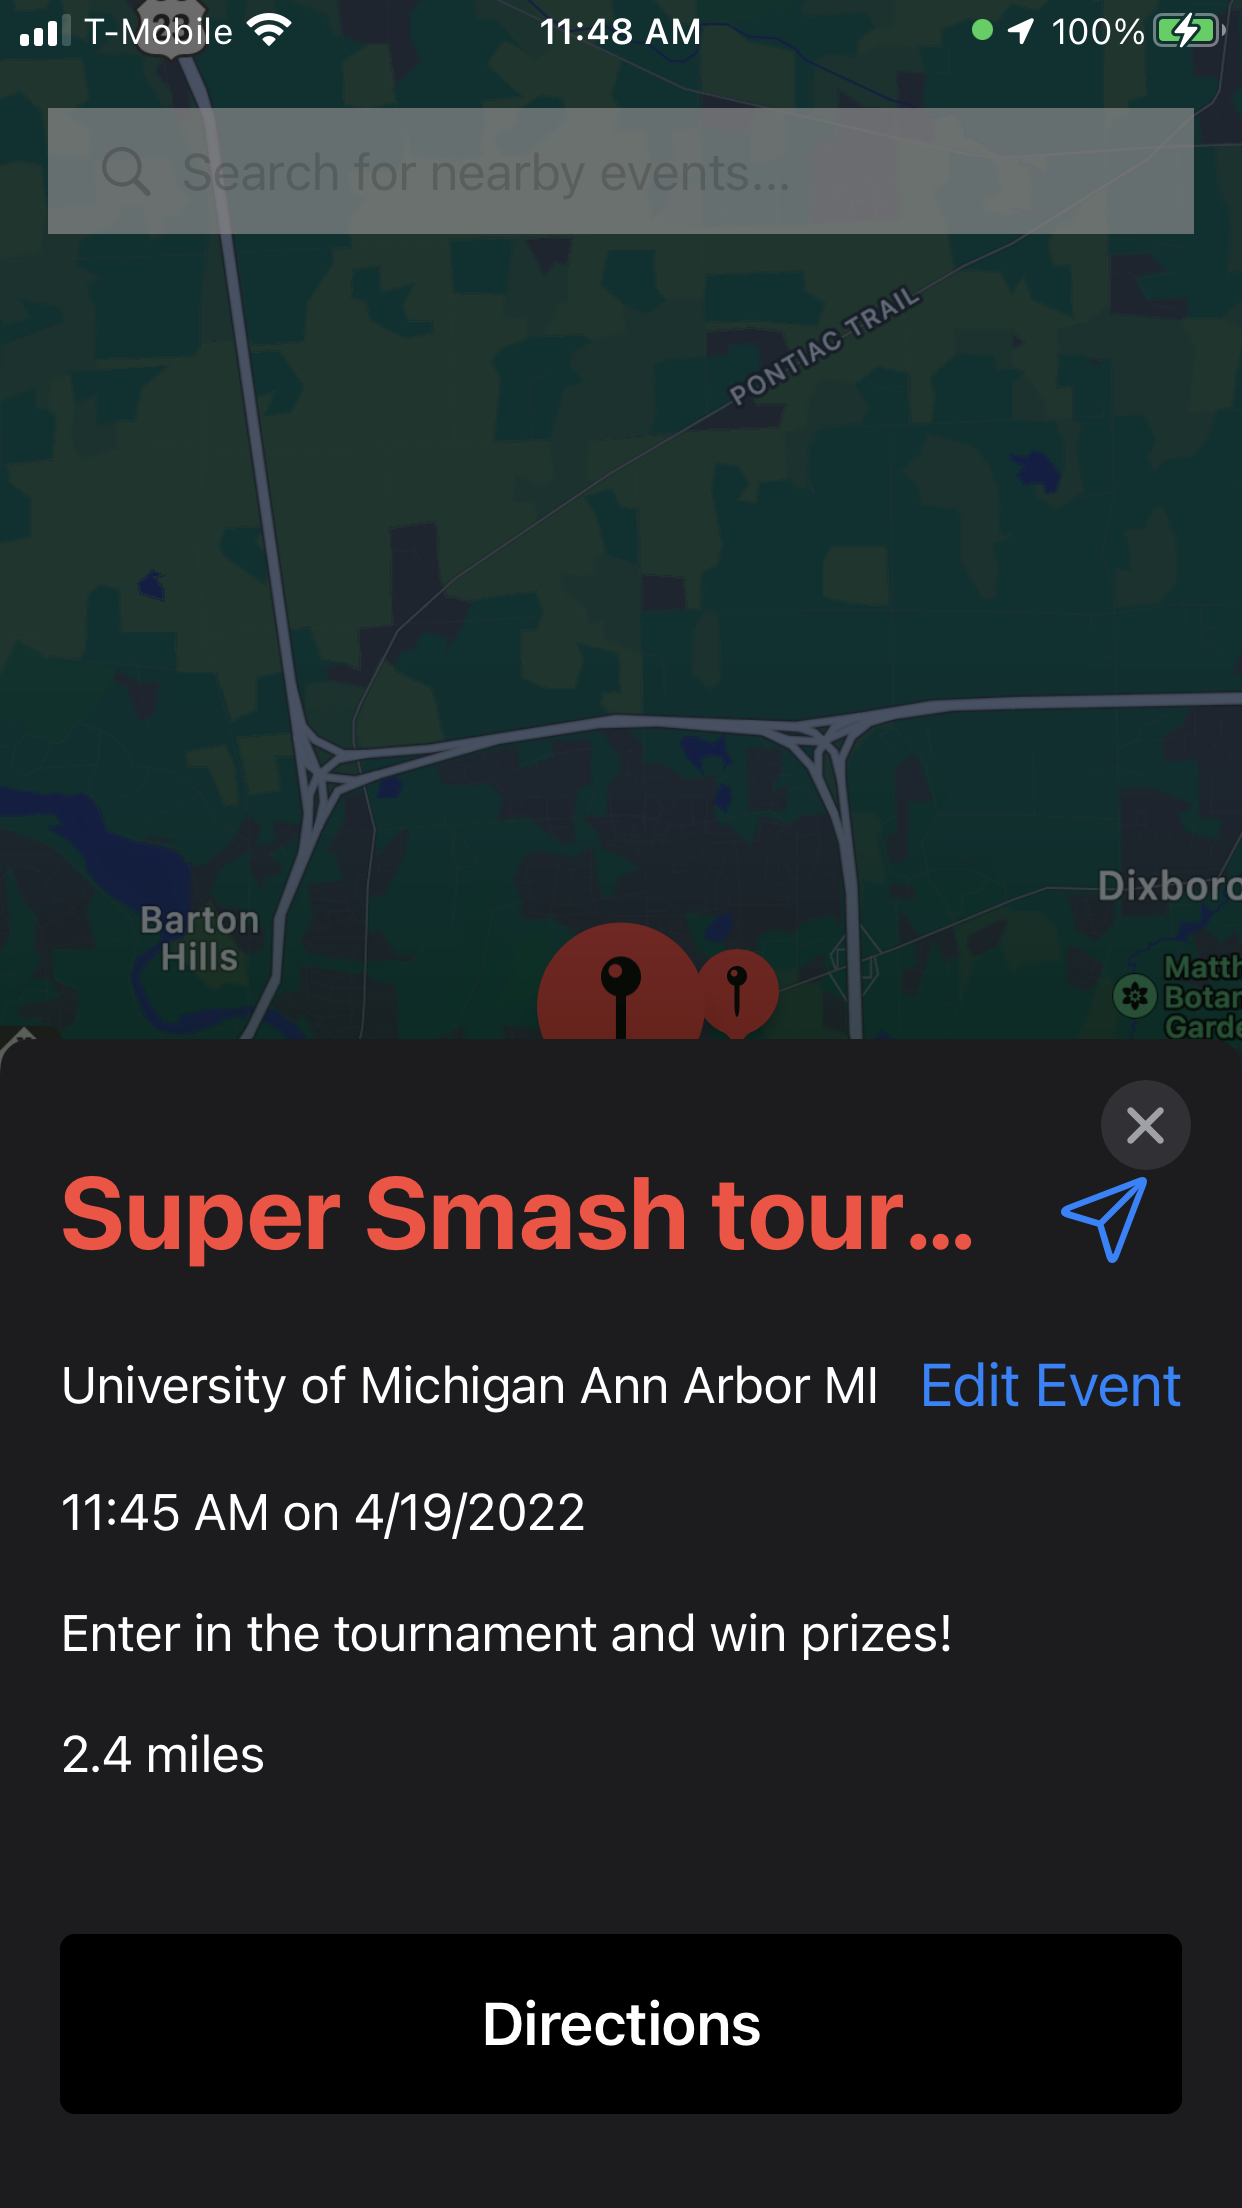 T-Mobile 11:48 AM 100%
Search for nearby events...
PONTIAC TRAIL
Barton
Hills
Dixboro
Matth
Botan
Garde
Super Smash tour...
University of Michigan Ann Arbor MI Edit Event
11:45 AM on 4/19/2022
Enter in the tournament and win prizes!
2.4 miles
Directions